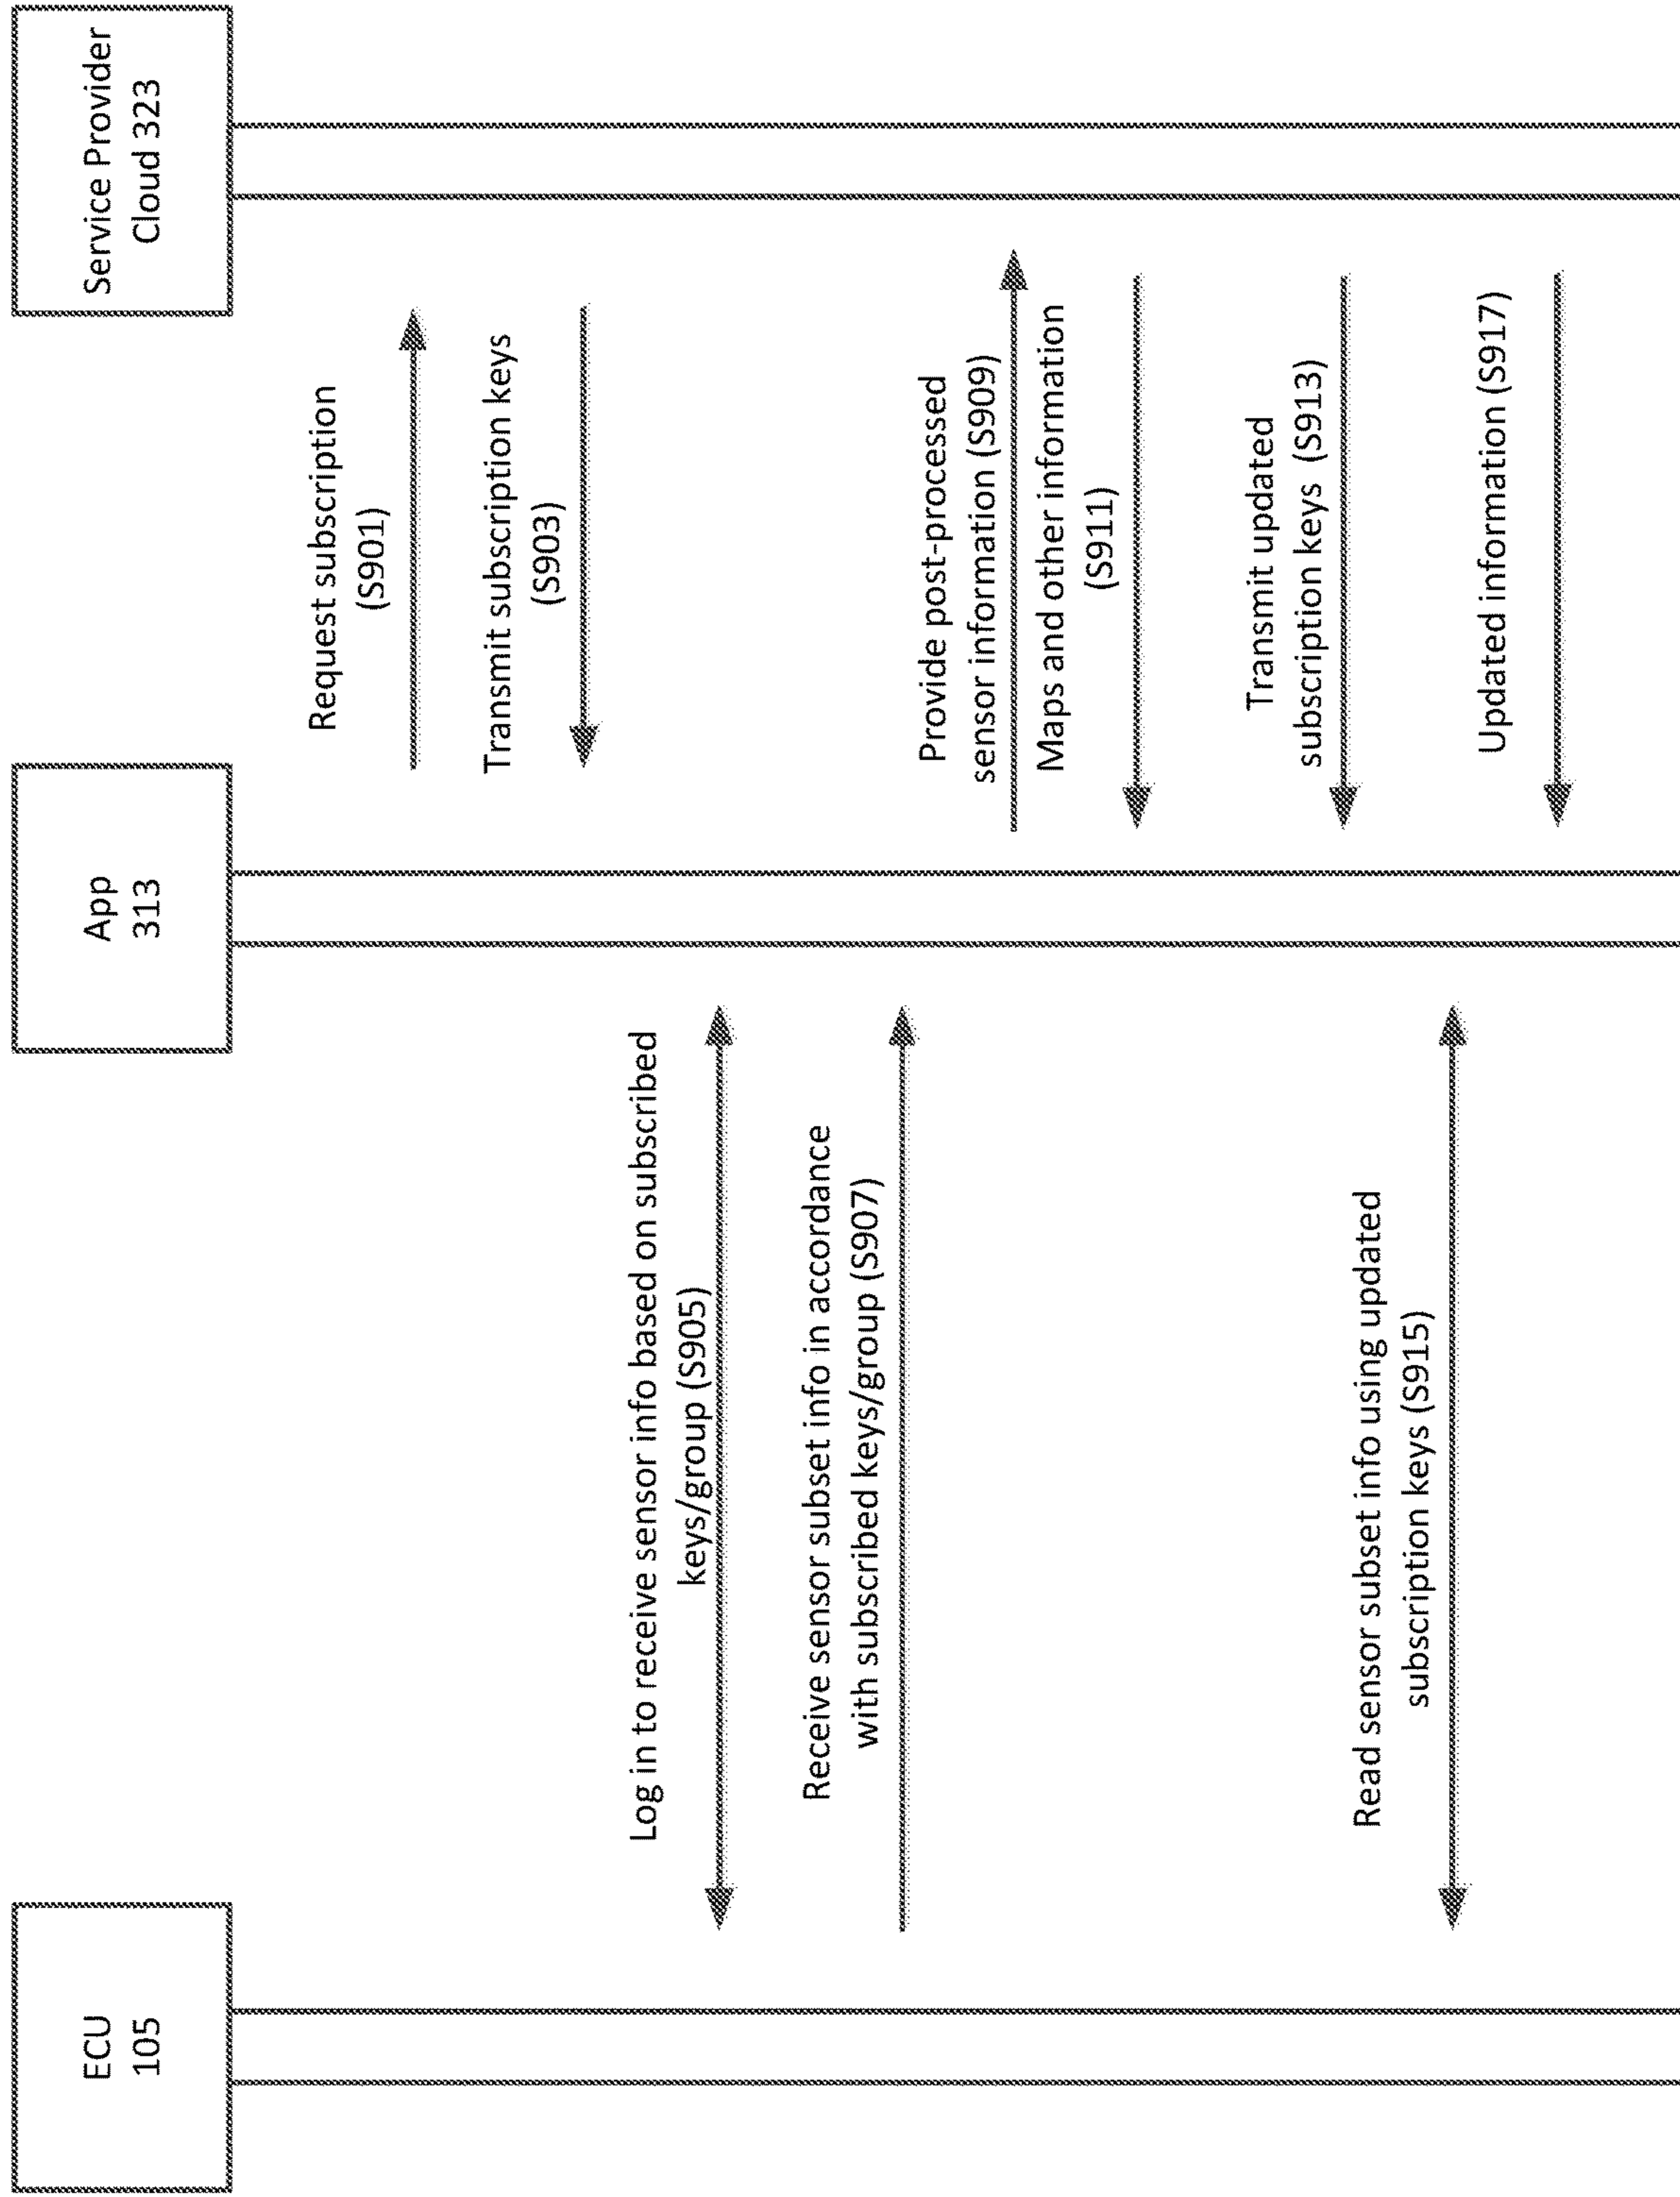 ECU
105
App
313
Service Provider
Cloud 323
Request subscription
(S901)
Transmit subscription keys
(S903)
Log in to receive sensor info based on subscribed
keys/group (S905)
Receive sensor subset info in accordance
with subscribed keys/group (S907)
Provide post-processed
sensor information (S909)
Maps and other information
(S911)
Transmit updated
subscription keys (S913)
Read sensor subset info using updated
subscription keys (S915)
Updated information (S917)